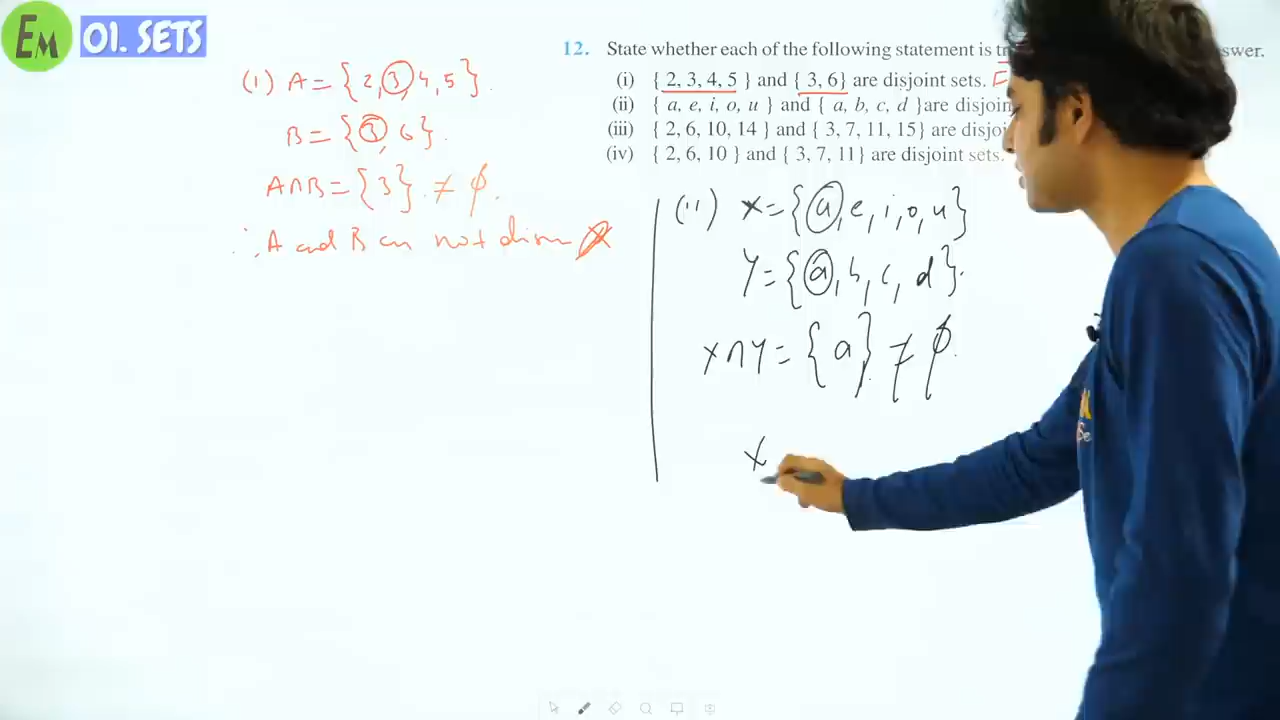 EM 01. SETS
12. State whether each of the following statement is swer.
(i) { 2, 3, 4, 5 } and { 3, 6} are disjoint sets. F
(ii) { a, e, i, o, u } and { a, b, c, d }are disjoin
(iii) { 2, 6, 10, 14 } and { 3, 7, 11, 15} are disjo
(iv) { 2, 6, 10 } and { 3, 7, 11} are disjoint sets.
(i) A = {2, 3, 4, 5}.
B = {3, 6}.
A∩B = {3}. ≠ ϕ.
∴ A and B are not
(ii) X = {a, e, i, o, u}
Y = {a, b, c, d}.
X∩Y = {a}. ≠ ϕ.
X